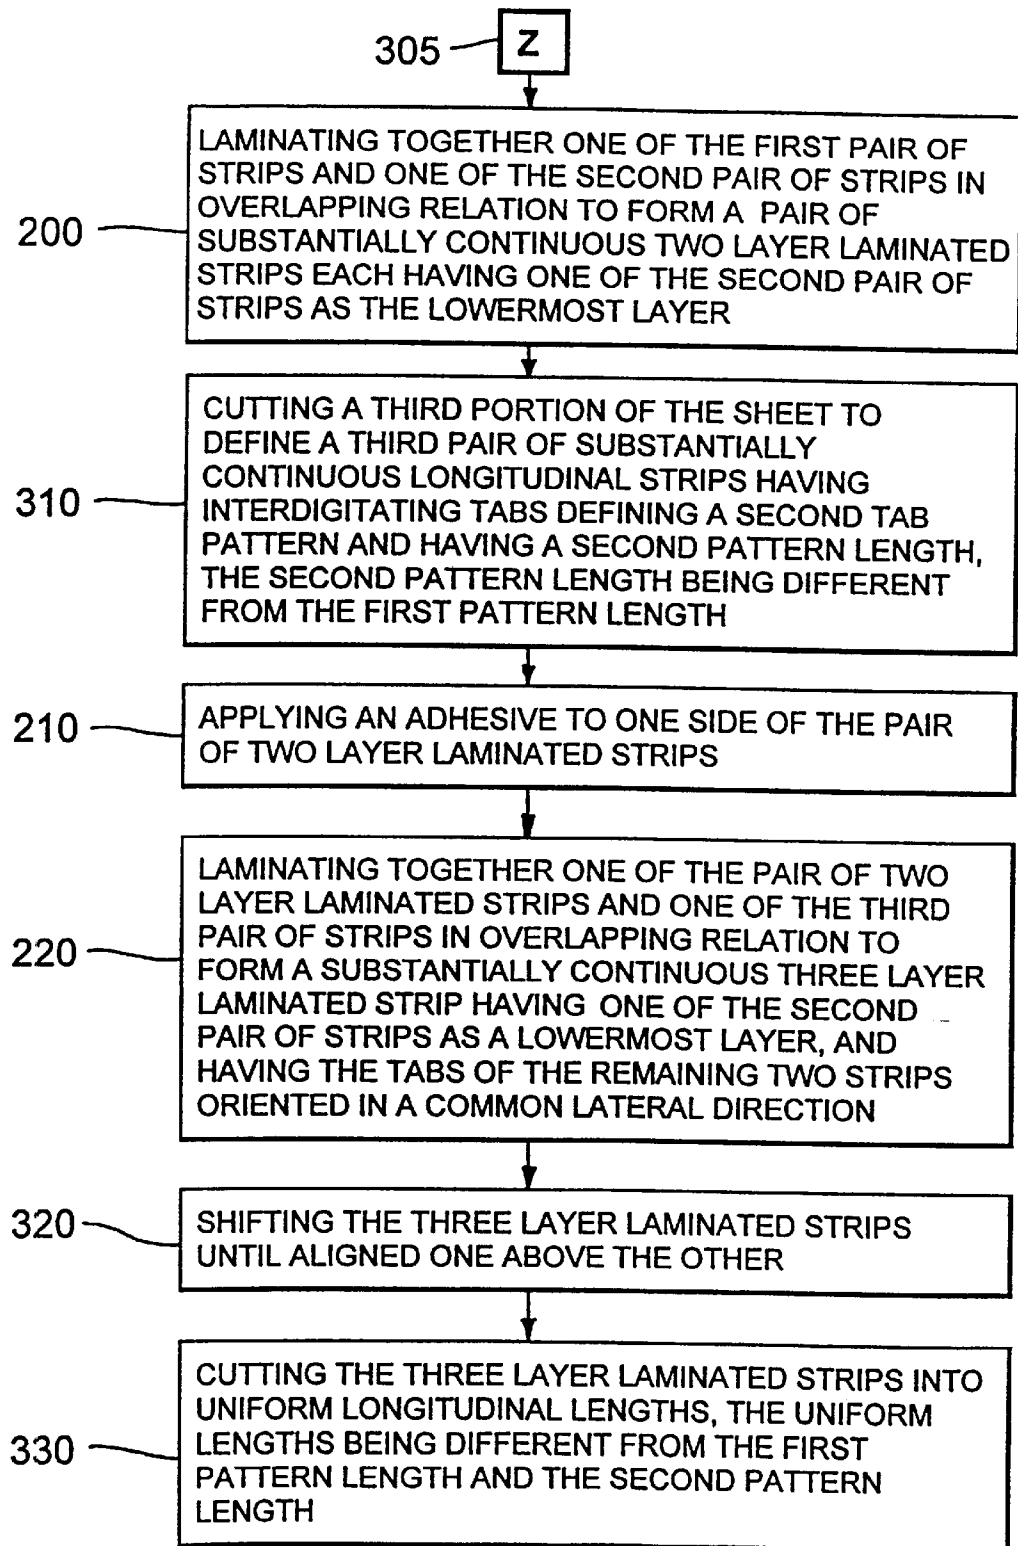 305 Z
200
LAMINATING TOGETHER ONE OF THE FIRST PAIR OF
STRIPS AND ONE OF THE SECOND PAIR OF STRIPS IN
OVERLAPPING RELATION TO FORM A PAIR OF
SUBSTANTIALLY CONTINUOUS TWO LAYER LAMINATED
STRIPS EACH HAVING ONE OF THE SECOND PAIR OF
STRIPS AS THE LOWERMOST LAYER
310
CUTTING A THIRD PORTION OF THE SHEET TO
DEFINE A THIRD PAIR OF SUBSTANTIALLY
CONTINUOUS LONGITUDINAL STRIPS HAVING
INTERDIGITATING TABS DEFINING A SECOND TAB
PATTERN AND HAVING A SECOND PATTERN LENGTH,
THE SECOND PATTERN LENGTH BEING DIFFERENT
FROM THE FIRST PATTERN LENGTH
210
APPLYING AN ADHESIVE TO ONE SIDE OF THE PAIR
OF TWO LAYER LAMINATED STRIPS
220
LAMINATING TOGETHER ONE OF THE PAIR OF TWO
LAYER LAMINATED STRIPS AND ONE OF THE THIRD
PAIR OF STRIPS IN OVERLAPPING RELATION TO
FORM A SUBSTANTIALLY CONTINUOUS THREE LAYER
LAMINATED STRIP HAVING ONE OF THE SECOND
PAIR OF STRIPS AS A LOWERMOST LAYER, AND
HAVING THE TABS OF THE REMAINING TWO STRIPS
ORIENTED IN A COMMON LATERAL DIRECTION
320
SHIFTING THE THREE LAYER LAMINATED STRIPS
UNTIL ALIGNED ONE ABOVE THE OTHER
330
CUTTING THE THREE LAYER LAMINATED STRIPS INTO
UNIFORM LONGITUDINAL LENGTHS, THE UNIFORM
LENGTHS BEING DIFFERENT FROM THE FIRST
PATTERN LENGTH AND THE SECOND PATTERN
LENGTH